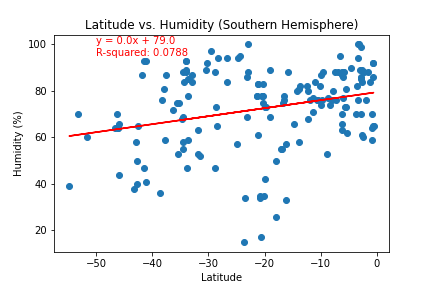 Latitude vs. Humidity (Southern Hemisphere)
y = 0.0x + 79.0
R-squared: 0.0788
100
80
60
40
20
Humidity (%)
−50
−40
−30
−20
−10
0
Latitude